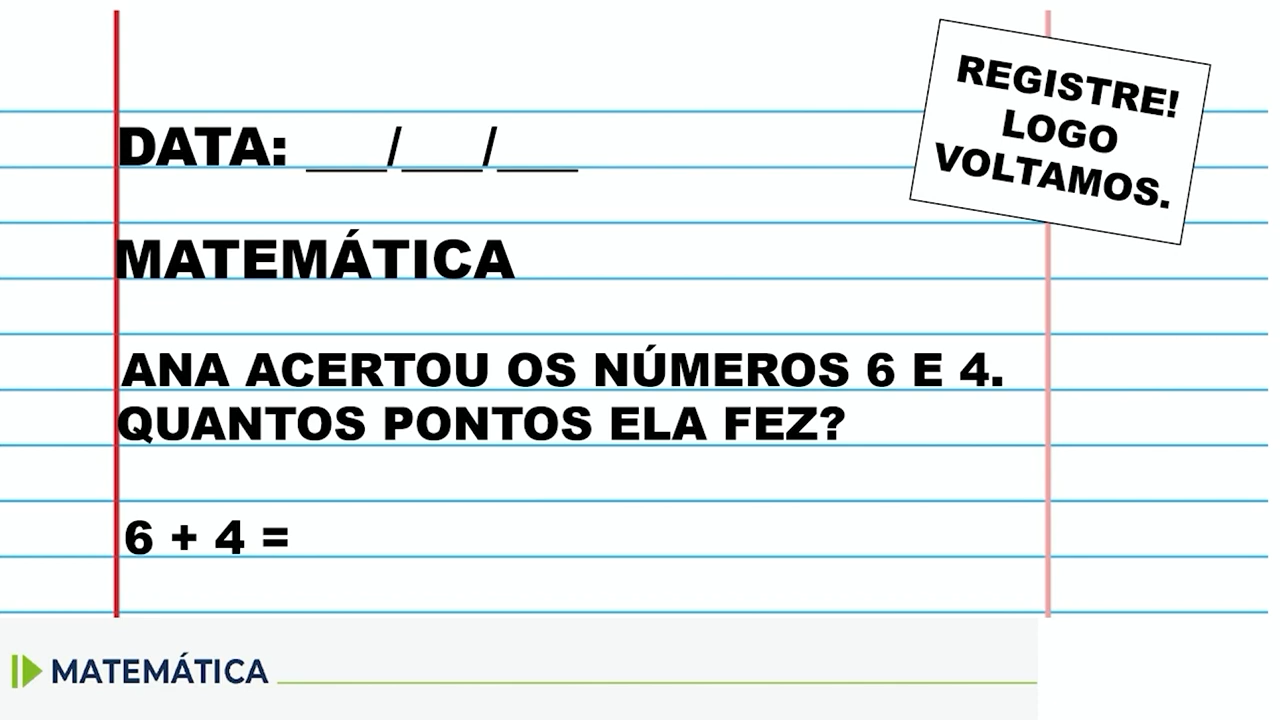 REGISTRE!
LOGO
VOLTAMOS.
DATA: ___/___/___
MATEMÁTICA
ANA ACERTOU OS NÚMEROS 6 E 4.
QUANTOS PONTOS ELA FEZ?
6 + 4 =
MATEMÁTICA